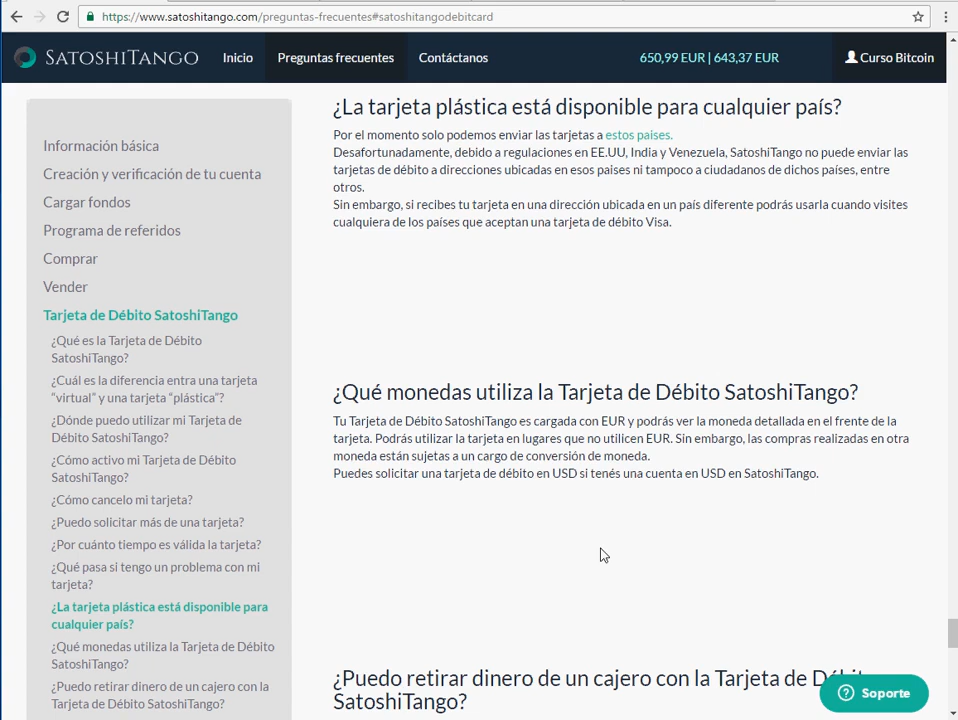 https://www.satoshitango.com/preguntas-frecuentes#satoshitangodebitcard
SATOSHITANGO
Inicio
Preguntas frecuentes
Contáctanos
650,99 EUR | 643,37 EUR
Curso Bitcoin
Información básica
Creación y verificación de tu cuenta
Cargar fondos
Programa de referidos
Comprar
Vender
Tarjeta de Débito SatoshiTango
¿Qué es la Tarjeta de Débito
SatoshiTango?
¿Cuál es la diferencia entra una tarjeta
“virtual” y una tarjeta “plástica”?
¿Dónde puedo utilizar mi Tarjeta de
Débito SatoshiTango?
¿Cómo activo mi Tarjeta de Débito
SatoshiTango?
¿Cómo cancelo mi tarjeta?
¿Puedo solicitar más de una tarjeta?
¿Por cuánto tiempo es válida la tarjeta?
¿Qué pasa si tengo un problema con mi
tarjeta?
¿La tarjeta plástica está disponible para
cualquier país?
¿Qué monedas utiliza la Tarjeta de Débito
SatoshiTango?
¿Puedo retirar dinero de un cajero con la
Tarjeta de Débito SatoshiTango?
¿La tarjeta plástica está disponible para cualquier país?
Por el momento solo podemos enviar las tarjetas a estos paises.
Desafortunadamente, debido a regulaciones en EE.UU, India y Venezuela, SatoshiTango no puede enviar las
tarjetas de débito a direcciones ubicadas en esos paises ni tampoco a ciudadanos de dichos países, entre
otros.
Sin embargo, si recibes tu tarjeta en una dirección ubicada en un país diferente podrás usarla cuando visites
cualquiera de los países que aceptan una tarjeta de débito Visa.
¿Qué monedas utiliza la Tarjeta de Débito SatoshiTango?
Tu Tarjeta de Débito SatoshiTango es cargada con EUR y podrás ver la moneda detallada en el frente de la
tarjeta. Podrás utilizar la tarjeta en lugares que no utilicen EUR. Sin embargo, las compras realizadas en otra
moneda están sujetas a un cargo de conversión de moneda.
Puedes solicitar una tarjeta de débito en USD si tenés una cuenta en USD en SatoshiTango.
¿Puedo retirar dinero de un cajero con la Tarjeta de Débito
SatoshiTango?
Soporte